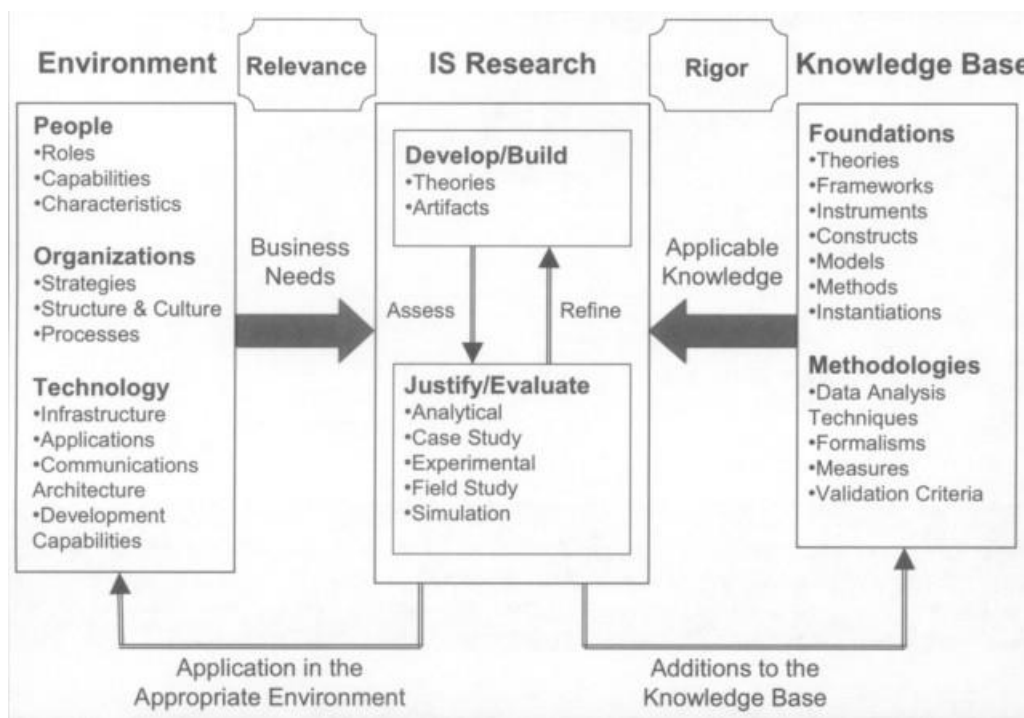 Environment
Relevance
IS Research
Rigor
Knowledge Base
People
•Roles
•Capabilities
•Characteristics
Organizations
•Strategies
•Structure & Culture
•Processes
Technology
•Infrastructure
•Applications
•Communications
Architecture
•Development
Capabilities
Business
Needs
Develop/Build
•Theories
•Artifacts
Assess
Refine
Justify/Evaluate
•Analytical
•Case Study
•Experimental
•Field Study
•Simulation
Applicable
Knowledge
Foundations
•Theories
•Frameworks
•Instruments
•Constructs
•Models
•Methods
•Instantiations
Methodologies
•Data Analysis
Techniques
•Formalisms
•Measures
•Validation Criteria
Application in the
Appropriate Environment
Additions to the
Knowledge Base